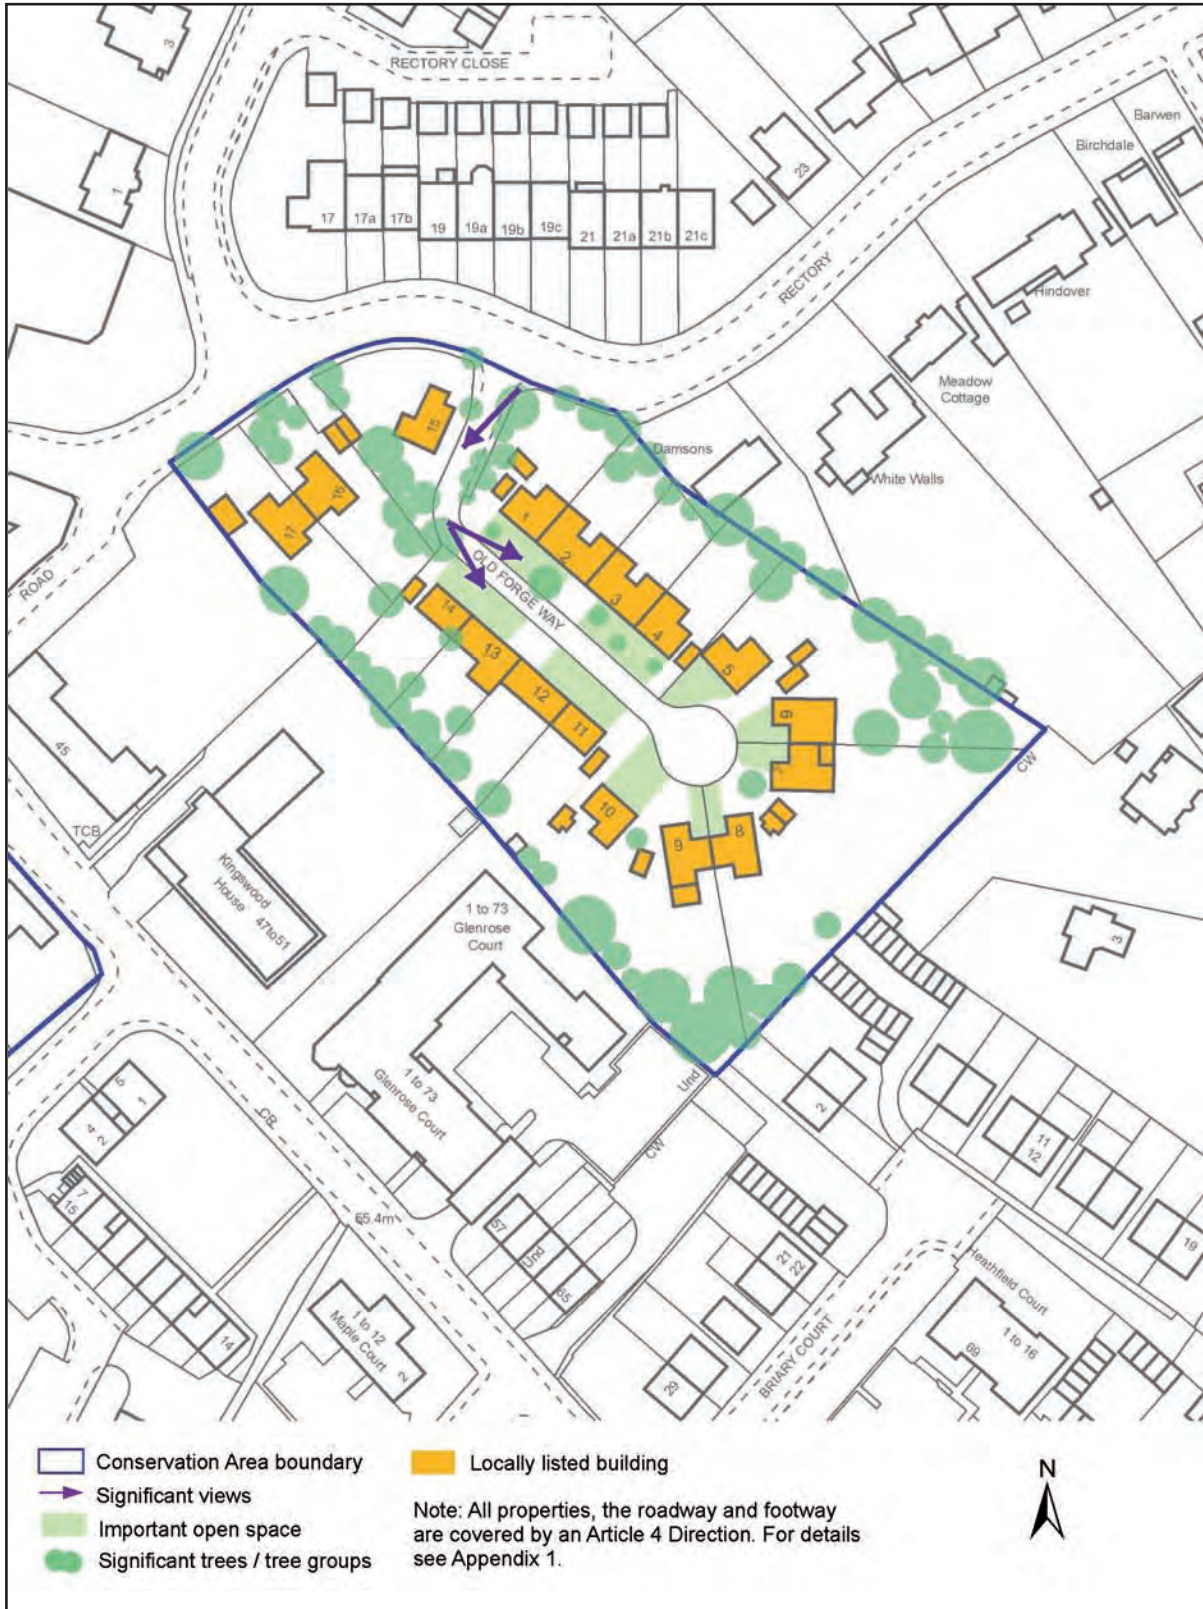 3
RECTORY CLOSE
Barwen
Birchdale
1
23
17
17a
17b
19
19a
19b
19c
21
21a
21b
21c
RECTORY
Hindover
Meadow
Cottage
15
Damsons
White Walls
16
17
1
2
OLD FORGE WAY
3
4
ROAD
14
13
5
12
11
6
7
CW
45
10
TCB
8
9
Kingswood
House
47to51
1 to 73
Glenrose
Court
3
1 to 73
Glenrose Court
Und
2
5
1
4
2
CB
CW
11
12
7
15
65.4m
57
Und
65
21
22
19
Heathfield Court
14
1 to 12
Maple Court
2
1 to 16
69
29
BRIARY COURT
Conservation Area boundary
Locally listed building
Significant views
N
Important open space
Significant trees / tree groups
Note: All properties, the roadway and footway
are covered by an Article 4 Direction. For details
see Appendix 1.